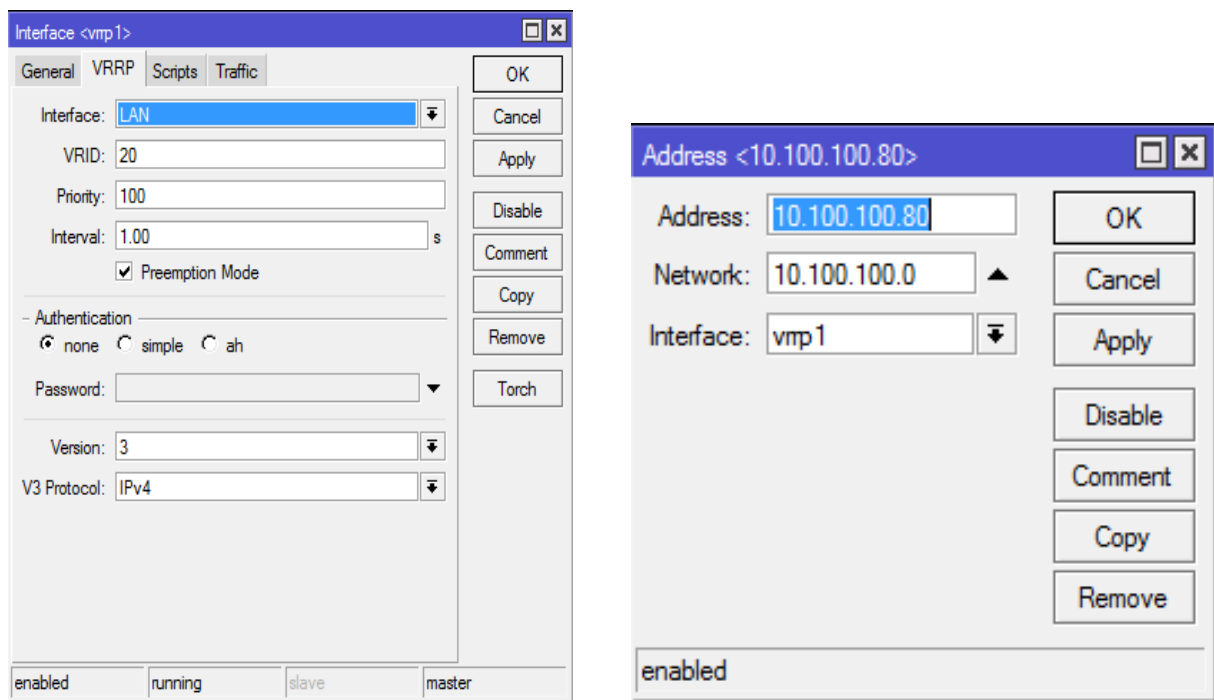 Interface <vrrp1>
General VRRP Scripts Traffic
Interface: LAN
VRID: 20
Priority: 100
Interval: 1.00 s
Preemption Mode
Authentication
none simple ah
Password:
Version: 3
V3 Protocol: IPv4
OK
Cancel
Apply
Disable
Comment
Copy
Remove
Torch
enabled running slave master
Address <10.100.100.80>
Address: 10.100.100.80
Network: 10.100.100.0
Interface: vrrp1
OK
Cancel
Apply
Disable
Comment
Copy
Remove
enabled